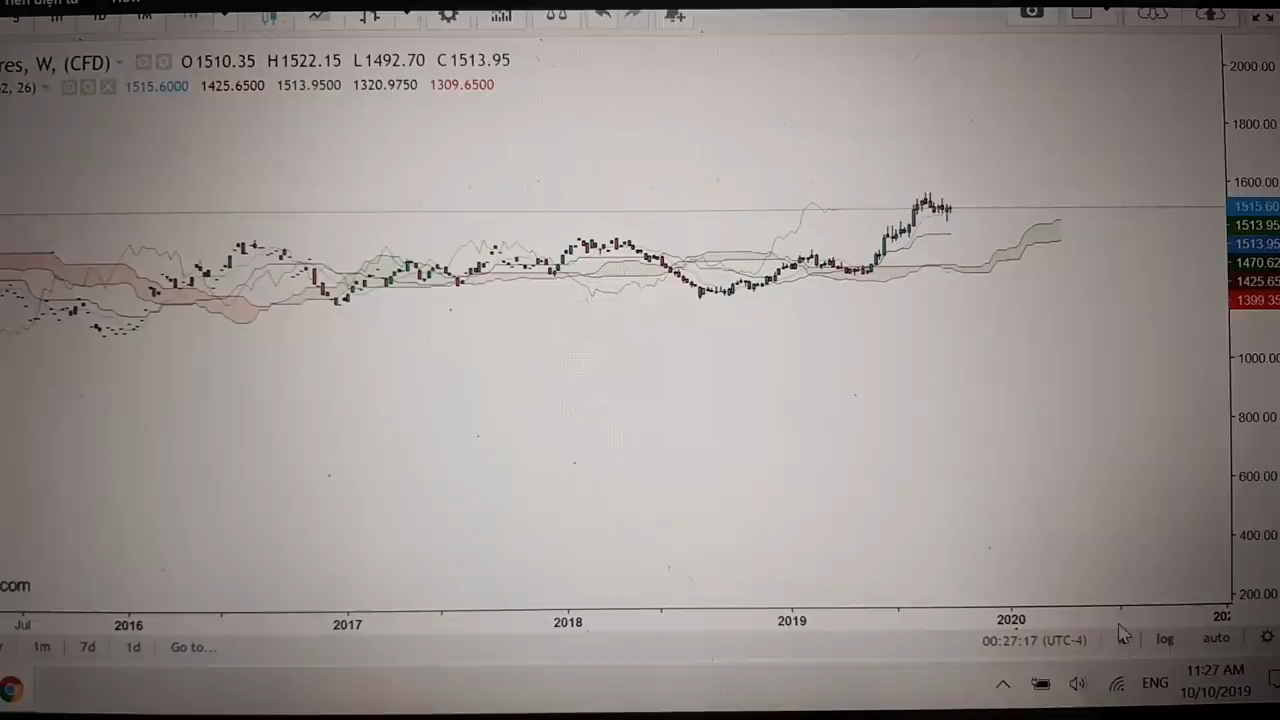 res, W, (CFD) O1510.35 H1522.15 L1492.70 C1513.95
2, 26) 1515.6000 1425.6500 1513.9500 1320.9750 1309.6500
2000.00
1800.00
1600.00
1515.60
1513.95
1513.95
1470.62
1425.65
1399.35
1000.00
800.00
600.00
400.00
200.00
com
Jul 2016 2017 2018 2019 2020 20
1m 7d 1d Go to... 00:27:17 (UTC-4) log auto
ENG 11:27 AM
10/10/2019